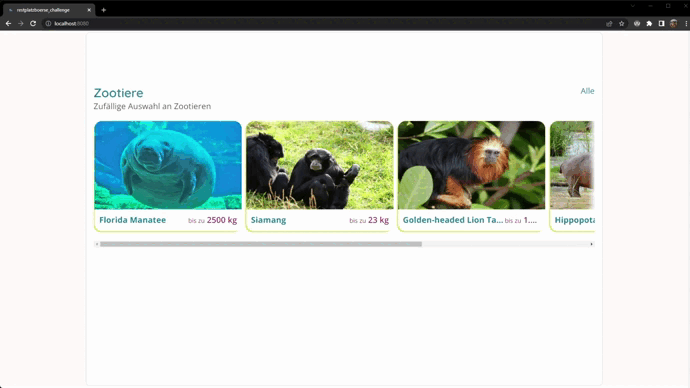 restplatzboerse_challenge
localhost:8080
Zootiere
Alle
Zufällige Auswahl an Zootieren
Florida Manatee bis zu 2500 kg
Siamang bis zu 23 kg
Golden-headed Lion Ta... bis zu 1....
Hippopota